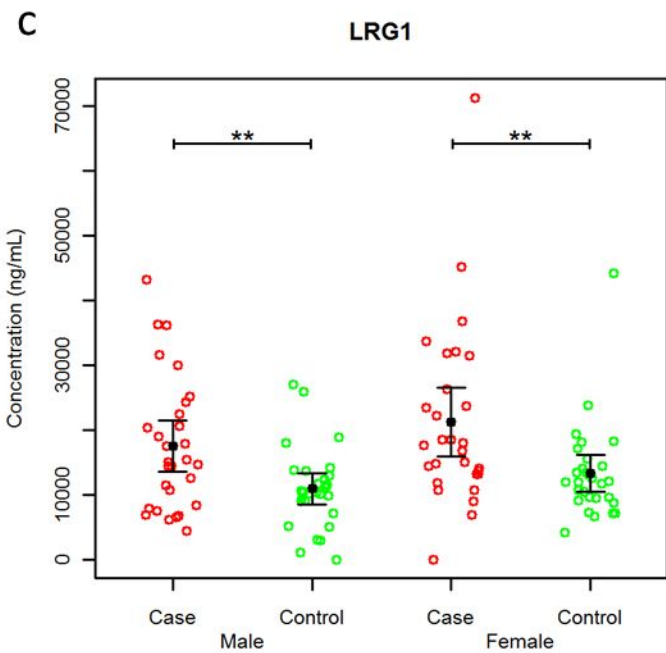 C
LRG1
Concentration (ng/mL)
70000
50000
30000
10000
0
** **
Case Control Case Control
Male Female